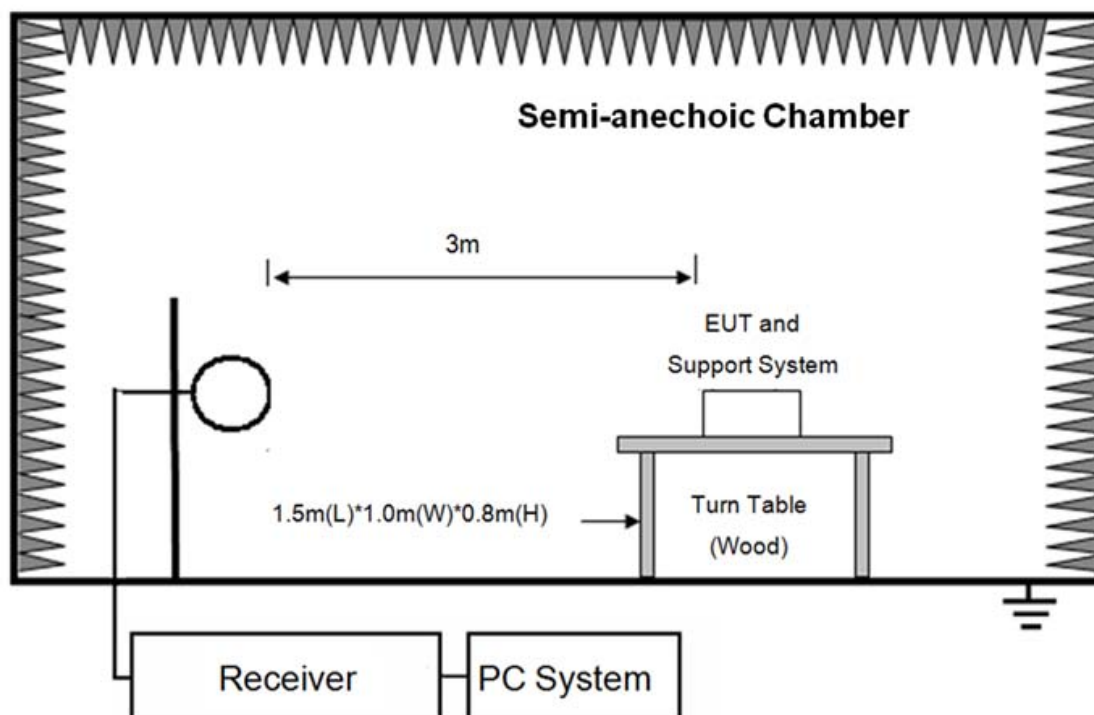 Semi-anechoic Chamber
3m
EUT and
Support System
1.5m(L)*1.0m(W)*0.8m(H)
Turn Table
(Wood)
Receiver
PC System